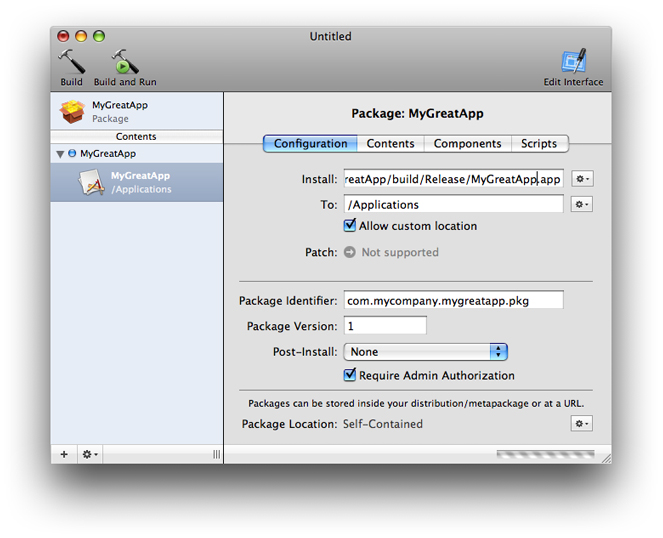 Untitled
Build
Build and Run
Edit Interface
MyGreatApp
Package
Contents
MyGreatApp
MyGreatApp
/Applications
Package: MyGreatApp
Configuration
Contents
Components
Scripts
Install: reatApp/build/Release/MyGreatApp.app
To: /Applications
Allow custom location
Patch: Not supported
Package Identifier: com.mycompany.mygreatapp.pkg
Package Version: 1
Post-Install: None
Require Admin Authorization
Packages can be stored inside your distribution/metapackage or at a URL.
Package Location: Self-Contained